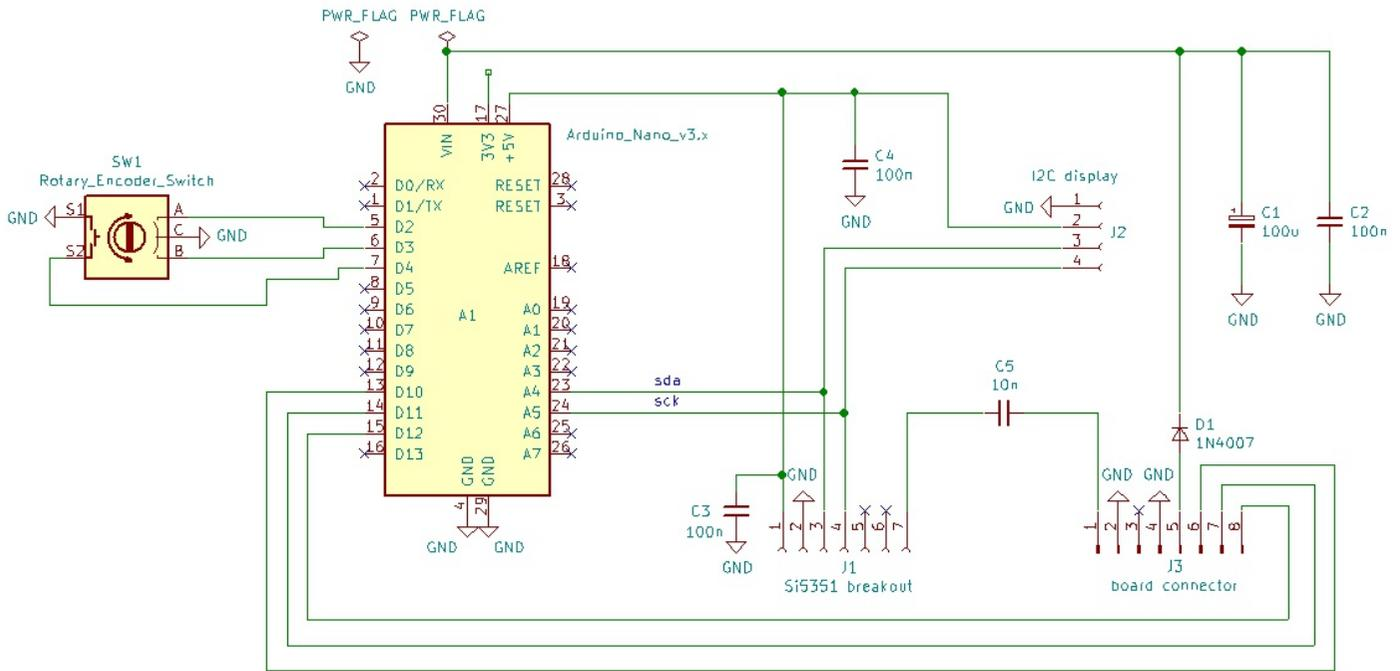 PWR_FLAG PWR_FLAG
GND
30
VIN
17
3V3
27
+5V
Arduino_Nano_v3.x
SW1
Rotary_Encoder_Switch
GND
S1
S2
A
C
B
GND
2 D0/RX
1 D1/TX
5 D2
6 D3
7 D4
8 D5
9 D6
10 D7
11 D8
12 D9
13 D10
14 D11
15 D12
16 D13
A1
RESET 28
RESET 3
AREF 18
A0 19
A1 20
A2 21
A3 22
A4 23
A5 24
A6 25
A7 26
GND
GND
4
29
GND
GND
sda
sck
C4
100n
GND
I2C display
GND
1
2
3
4
J2
C1
100u
GND
C2
100n
GND
C5
10n
D1
1N4007
C3
100n
GND
GND
1 2 3 4 5 6 7
J1
Si5351 breakout
GND GND
1 2 3 4 5 6 7 8
J3
board connector